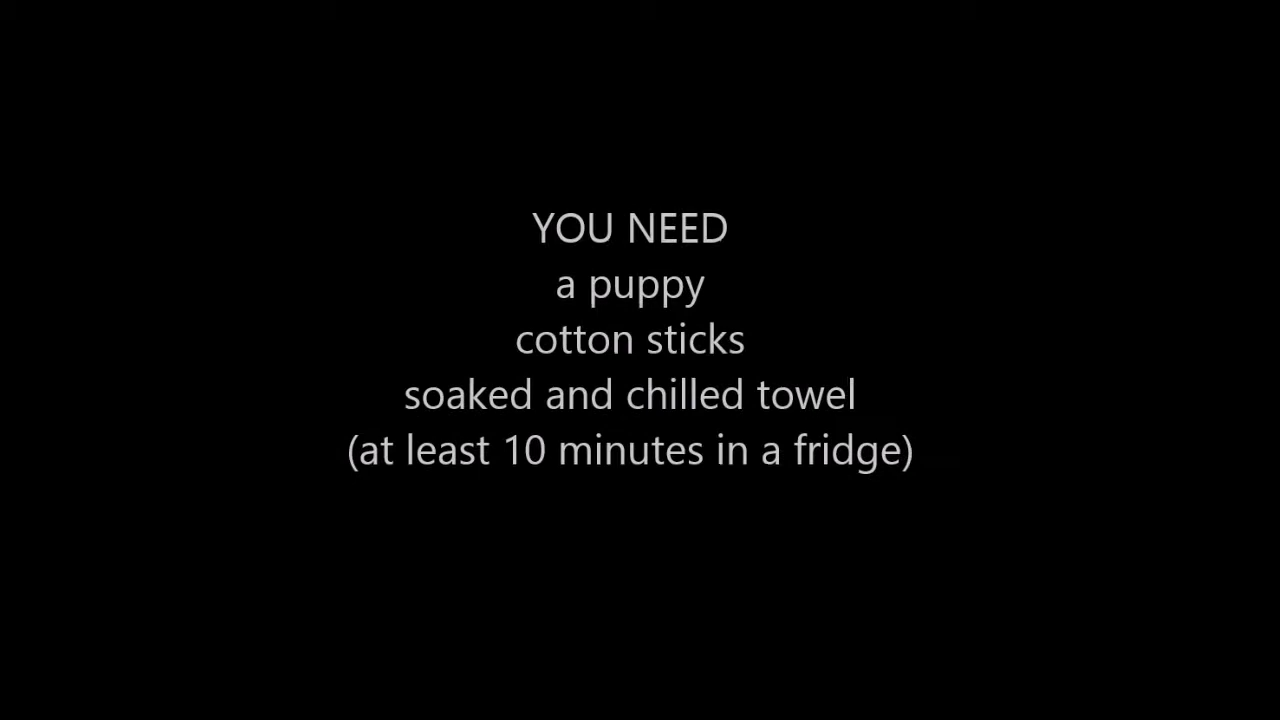 YOU NEED
a puppy
cotton sticks
soaked and chilled towel
(at least 10 minutes in a fridge)